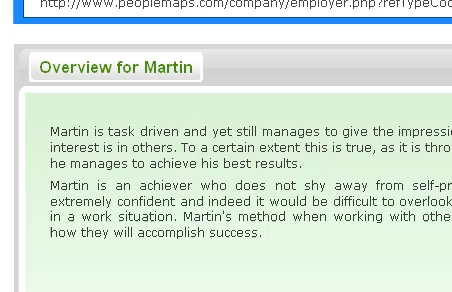 http://www.peoplemaps.com/company/employer.php?refTypeCod
Overview for Martin
Martin is task driven and yet still manages to give the impressi
interest is in others. To a certain extent this is true, as it is thro
he manages to achieve his best results.
Martin is an achiever who does not shy away from self-pr
extremely confident and indeed it would be difficult to overlook
in a work situation. Martin's method when working with othe
how they will accomplish success.